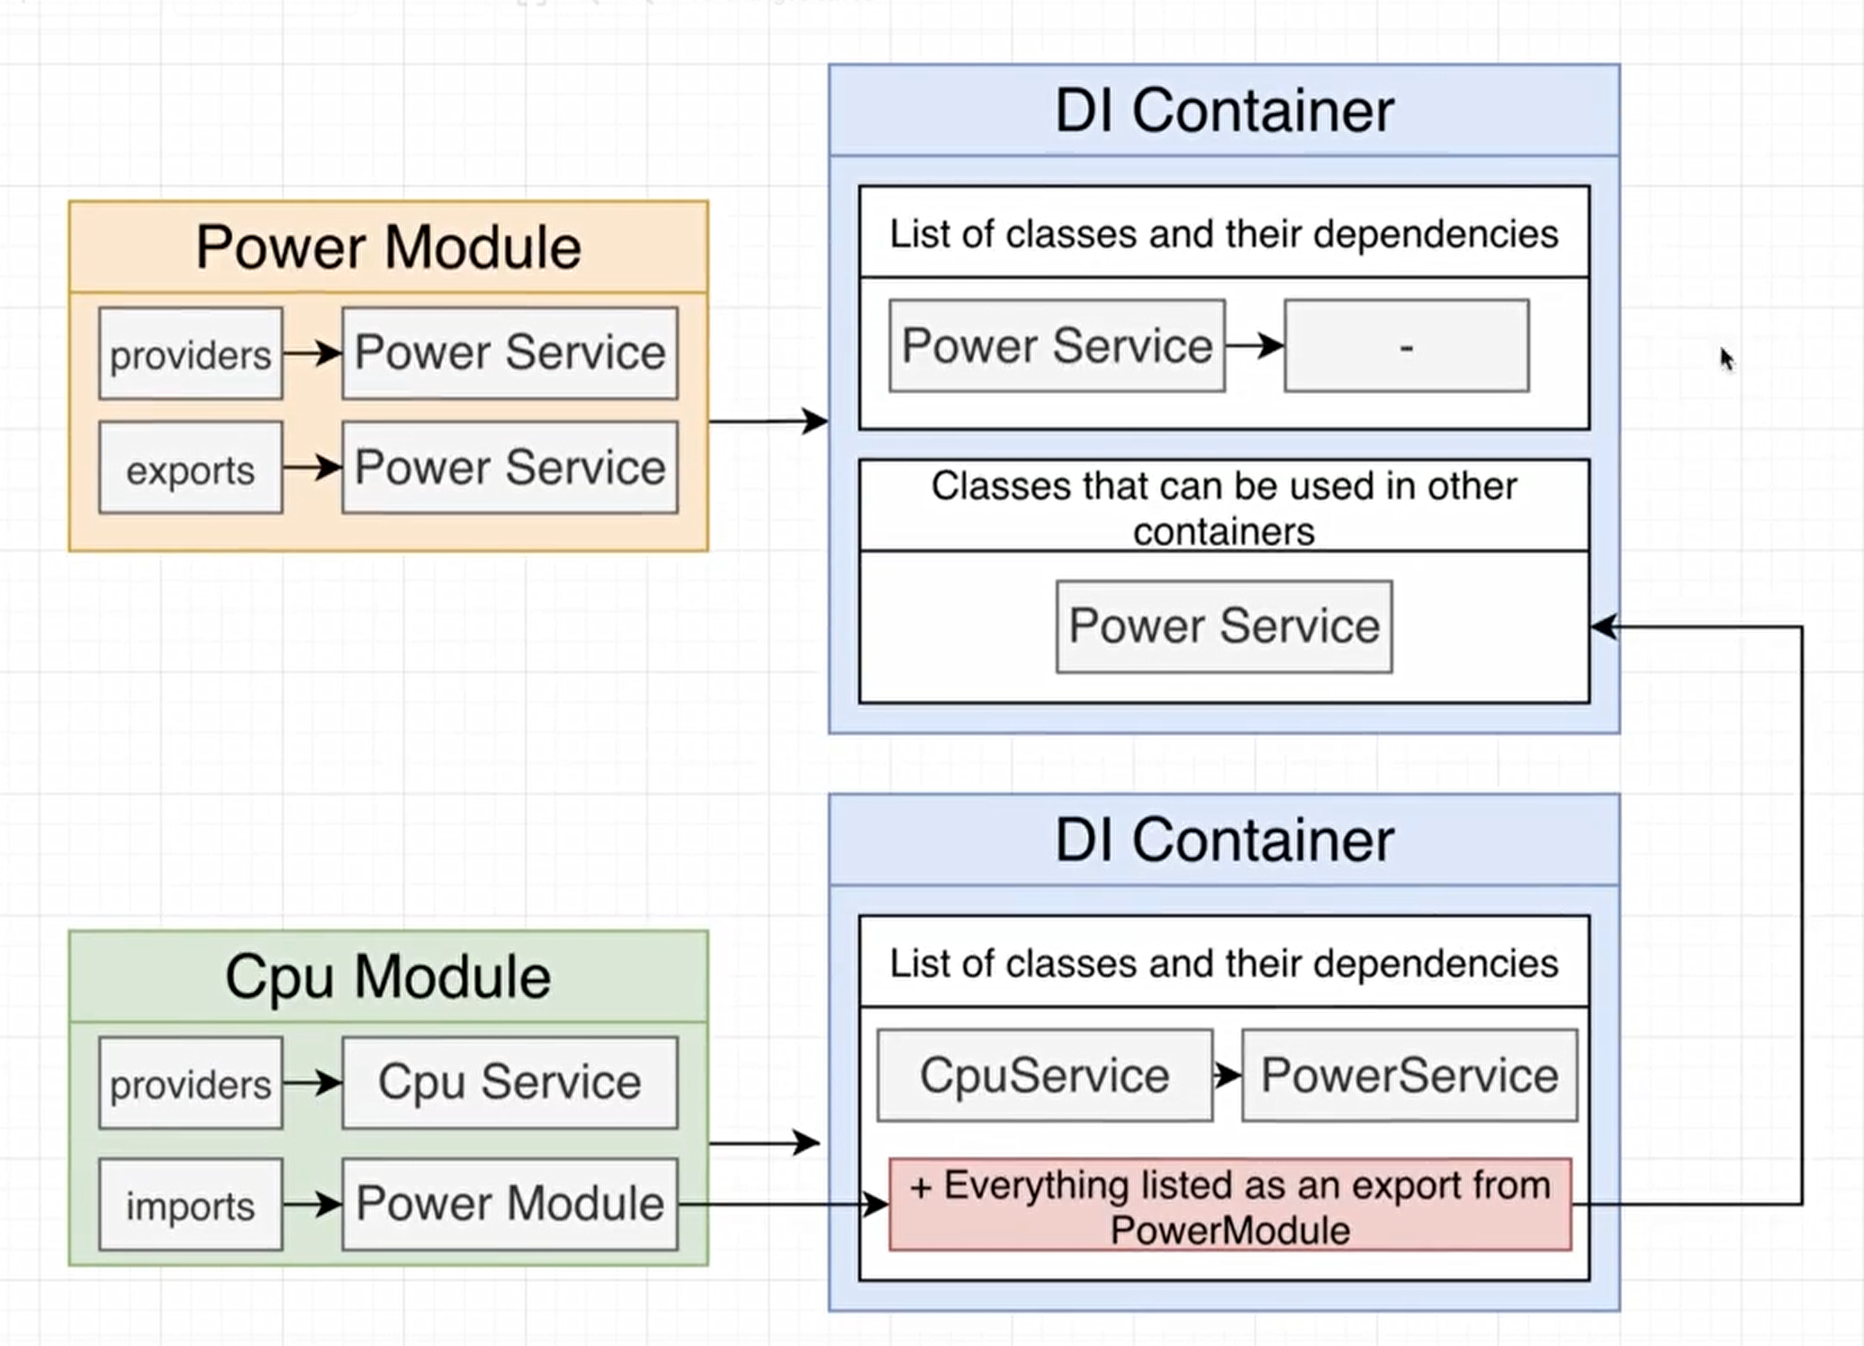 DI Container
List of classes and their dependencies
Power Service
-
Classes that can be used in other
containers
Power Service
Power Module
providers
Power Service
exports
Power Service
DI Container
List of classes and their dependencies
CpuService
PowerService
+ Everything listed as an export from
PowerModule
Cpu Module
providers
Cpu Service
imports
Power Module